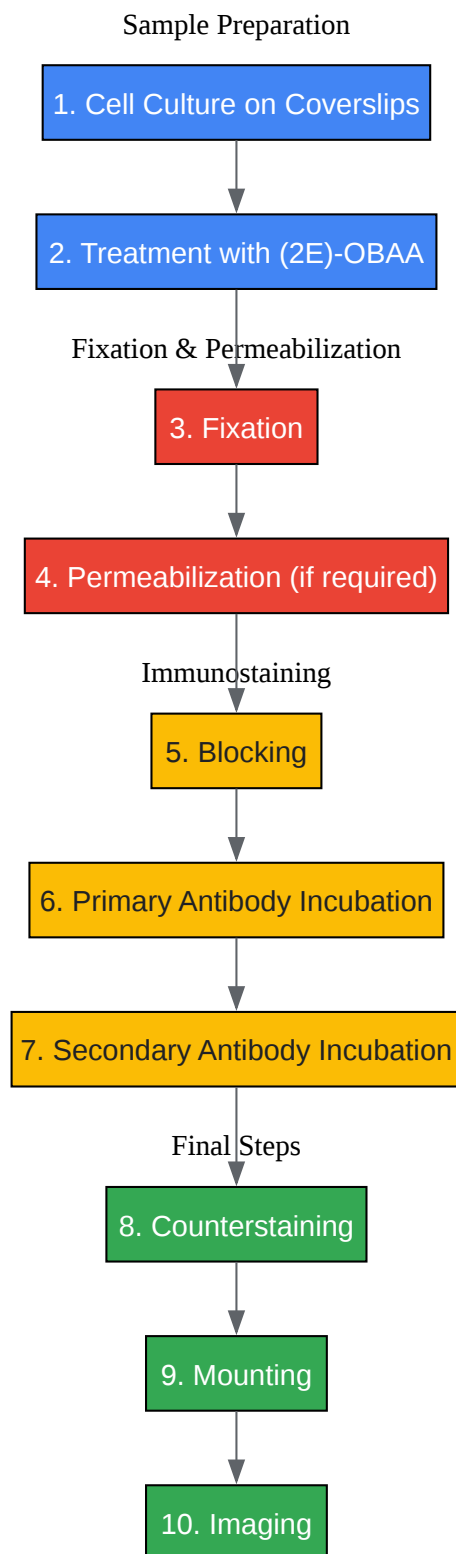 Sample Preparation
1. Cell Culture on Coverslips
2. Treatment with (2E)-OBAA
Fixation & Permeabilization
3. Fixation
4. Permeabilization (if required)
Immunostaining
5. Blocking
6. Primary Antibody Incubation
7. Secondary Antibody Incubation
Final Steps
8. Counterstaining
9. Mounting
10. Imaging